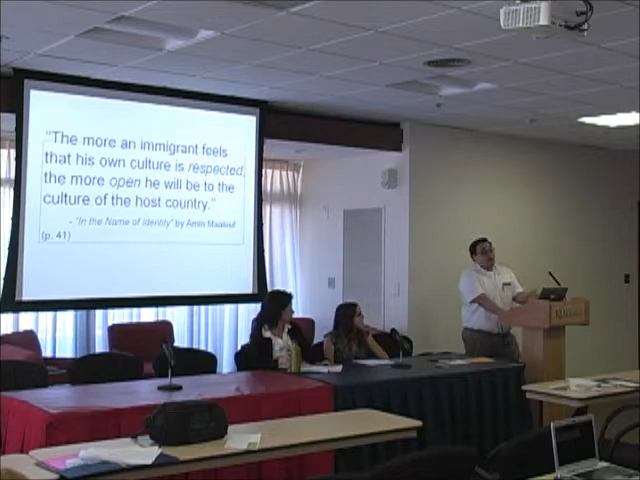 "The more an immigrant feels
that his own culture is respected,
the more open he will be to the
culture of the host country."
- "In the Name of Identity" by Amin Maalouf
(p. 41)